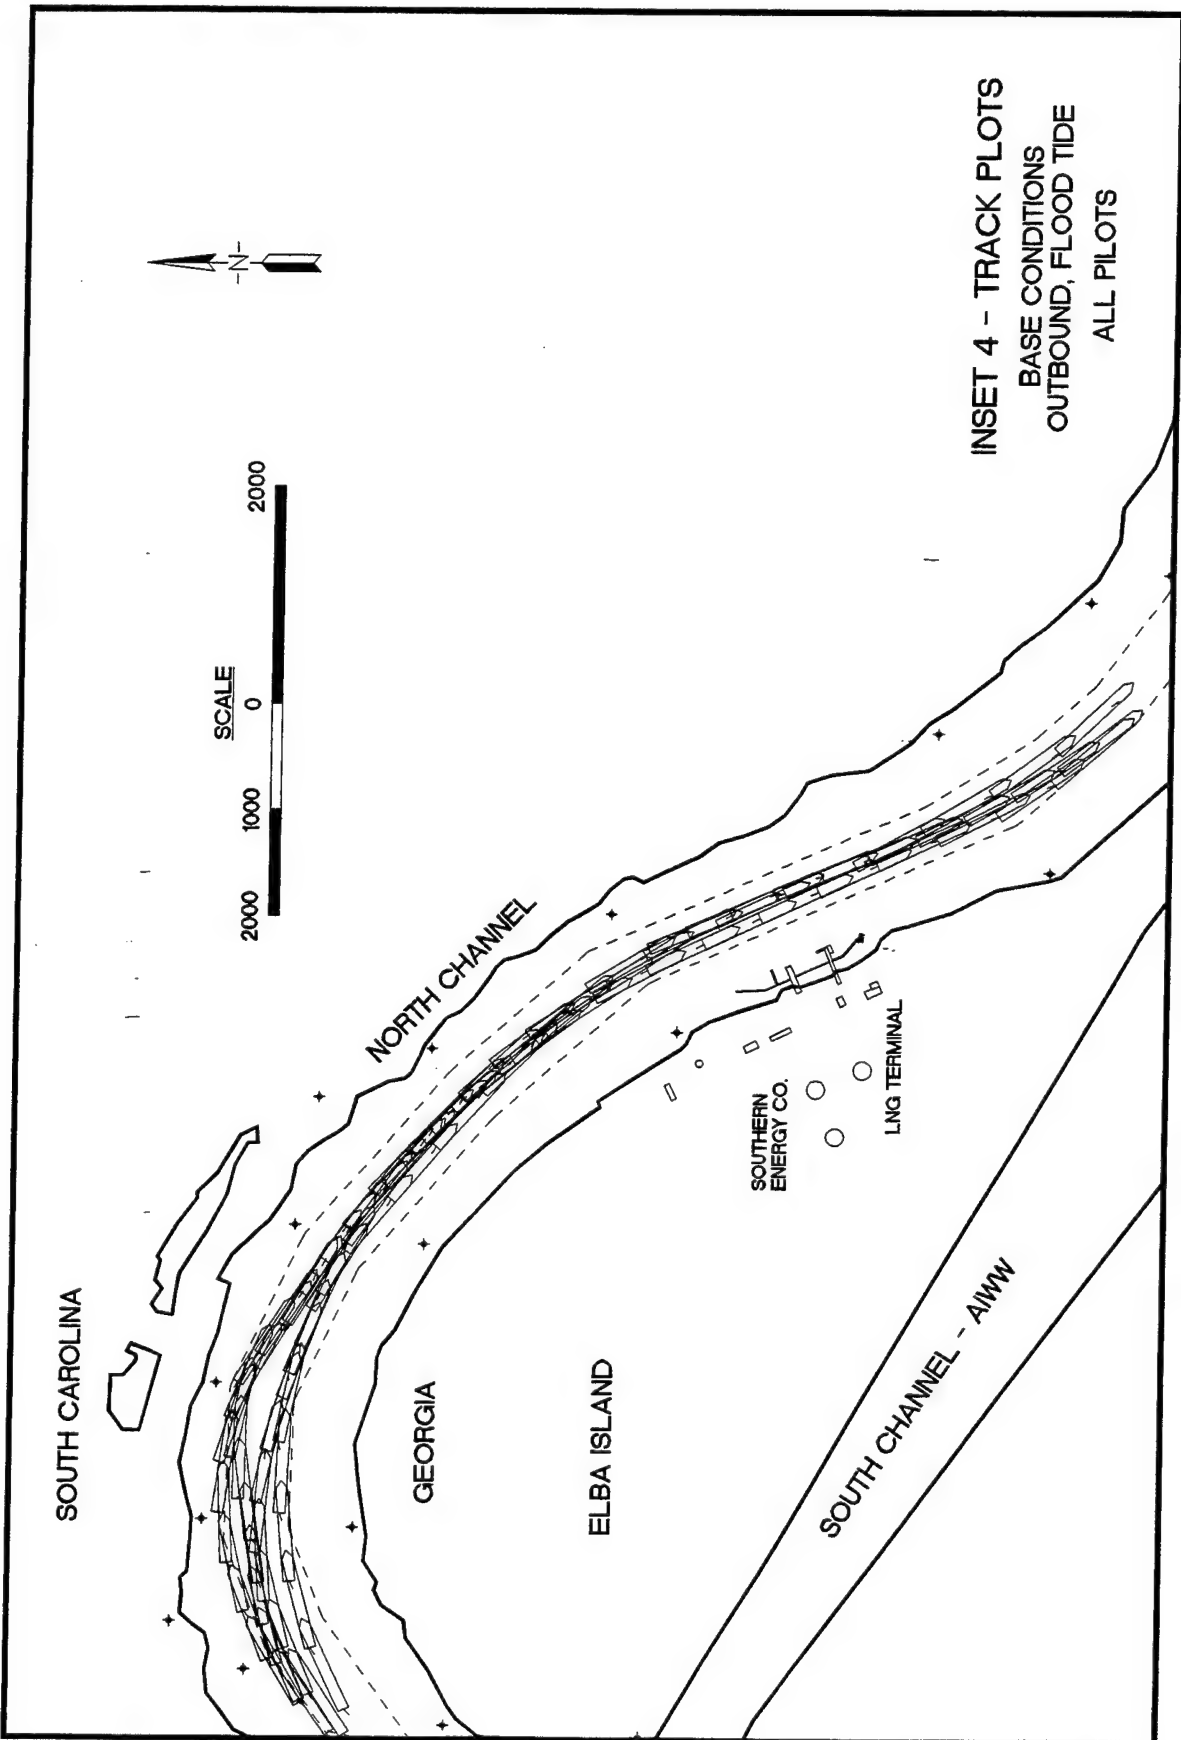 SOUTH CAROLINA
NORTH CHANNEL
GEORGIA
ELBA ISLAND
SOUTHERN
ENERGY CO.
LNG TERMINAL
SOUTH CHANNEL - AIWW
SCALE
2000 1000 0 2000
-N-
INSET 4 - TRACK PLOTS
BASE CONDITIONS
OUTBOUND, FLOOD TIDE
ALL PILOTS